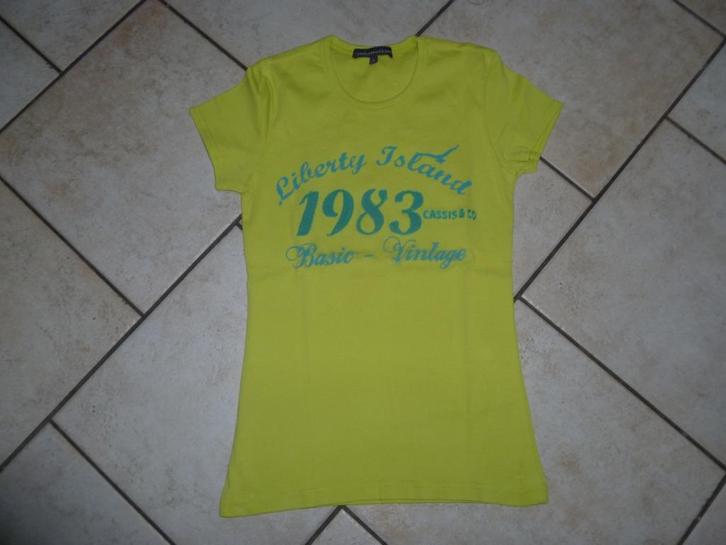 Liberty Island
1983 CASSIS & CO
Basic - Vintage